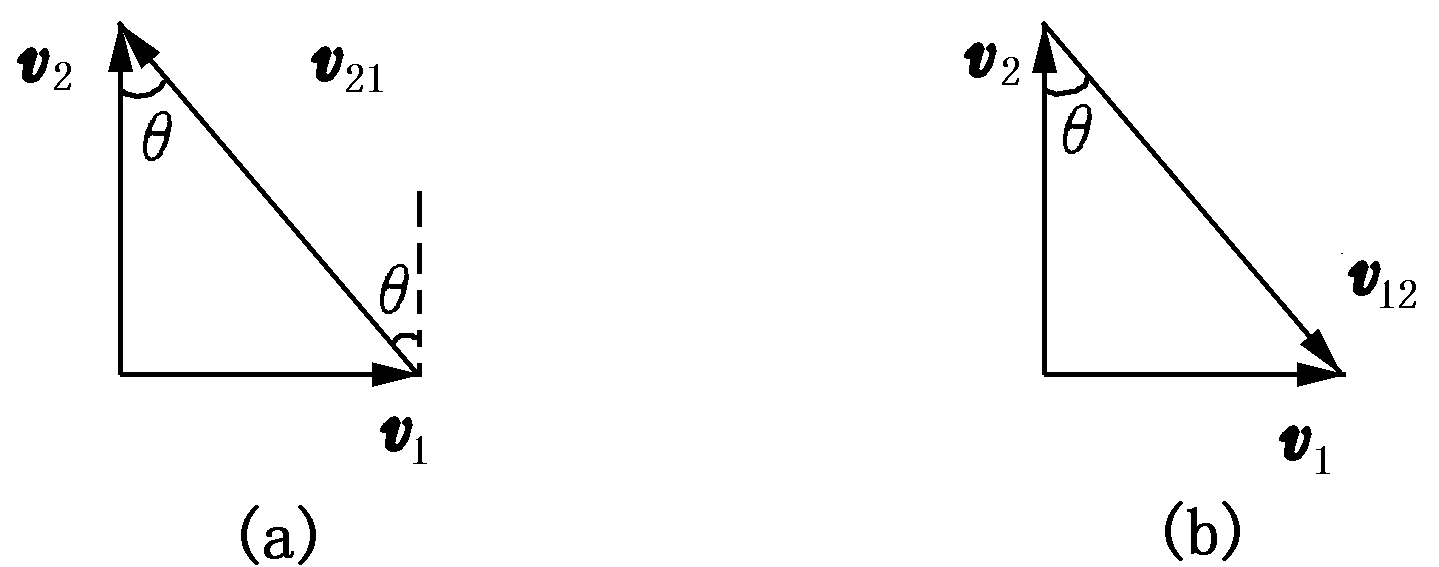 v₂ v₂₁ v₂
θ θ
θ v₁₂
v₁ v₁
(a) (b)